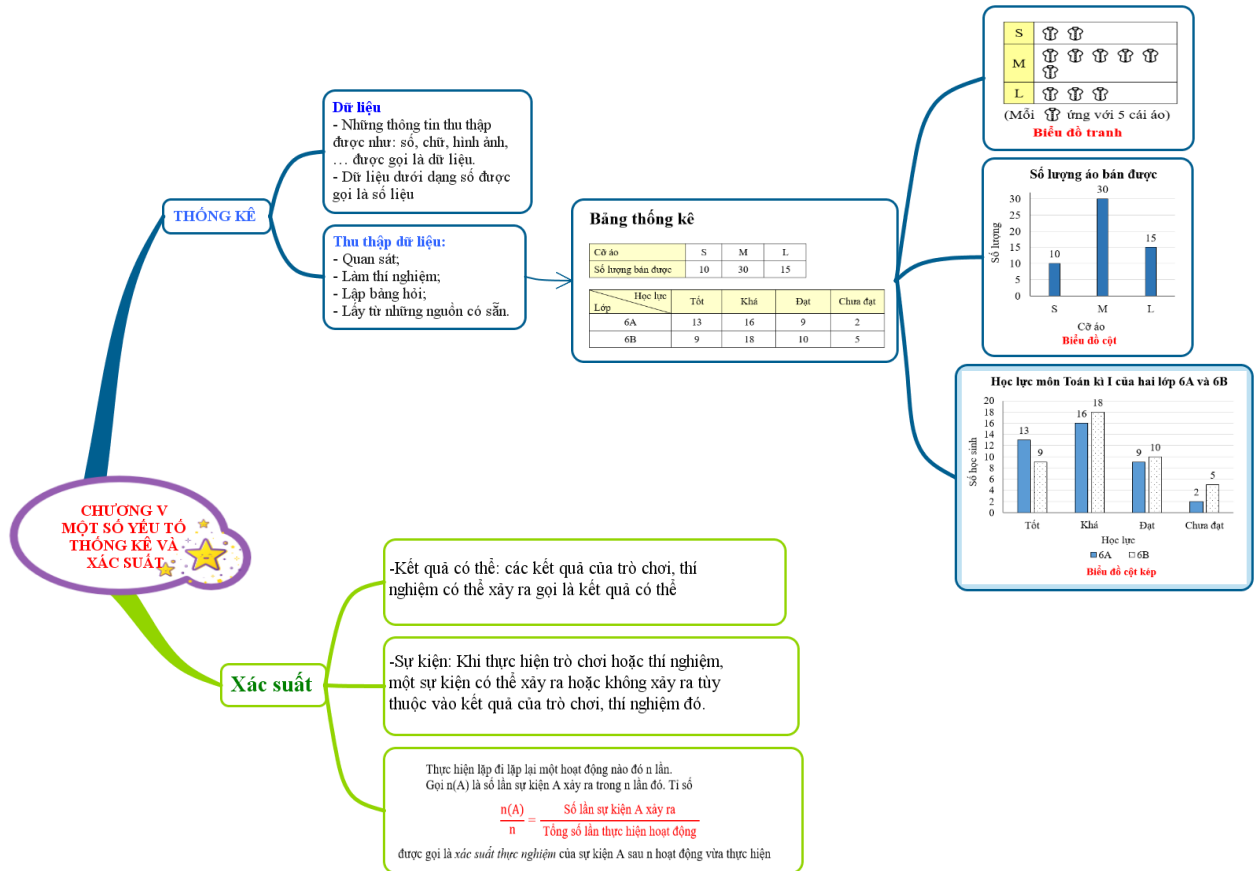 CHƯƠNG V
MỘT SỐ YẾU TỐ
THỐNG KÊ VÀ
XÁC SUẤT
THỐNG KÊ
Dữ liệu
- Những thông tin thu thập
được như: số, chữ, hình ảnh,
… được gọi là dữ liệu.
- Dữ liệu dưới dạng số được
gọi là số liệu
Thu thập dữ liệu:
- Quan sát;
- Làm thí nghiệm;
- Lập bảng hỏi;
- Lấy từ những nguồn có sẵn.
Bảng thống kê
Cỡ áo S M L
Số lượng bán được 10 30 15
Học lực
Lớp
Tốt Khá Đạt Chưa đạt
6A 13 16 9 2
6B 9 18 10 5
S
M
L
(Mỗi ứng với 5 cái áo)
Biểu đồ tranh
Số lượng áo bán được
Số lượng
30
25
20
15
10
5
0
10 30 15
S M L
Cỡ áo
Biểu đồ cột
Học lực môn Toán kì I của hai lớp 6A và 6B
Số học sinh
20
18
16
14
12
10
8
6
4
2
0
13 9 16 18 9 10 2 5
Tốt Khá Đạt Chưa đạt
Học lực
6A 6B
Biểu đồ cột kép
Xác suất
-Kết quả có thể: các kết quả của trò chơi, thí
nghiệm có thể xảy ra gọi là kết quả có thể
-Sự kiện: Khi thực hiện trò chơi hoặc thí nghiệm,
một sự kiện có thể xảy ra hoặc không xảy ra tùy
thuộc vào kết quả của trò chơi, thí nghiệm đó.
Thực hiện lặp đi lặp lại một hoạt động nào đó n lần.
Gọi n(A) là số lần sự kiện A xảy ra trong n lần đó. Tỉ số
n(A)/n = Số lần sự kiện A xảy ra/Tổng số lần thực hiện hoạt động
được gọi là xác suất thực nghiệm của sự kiện A sau n hoạt động vừa thực hiện